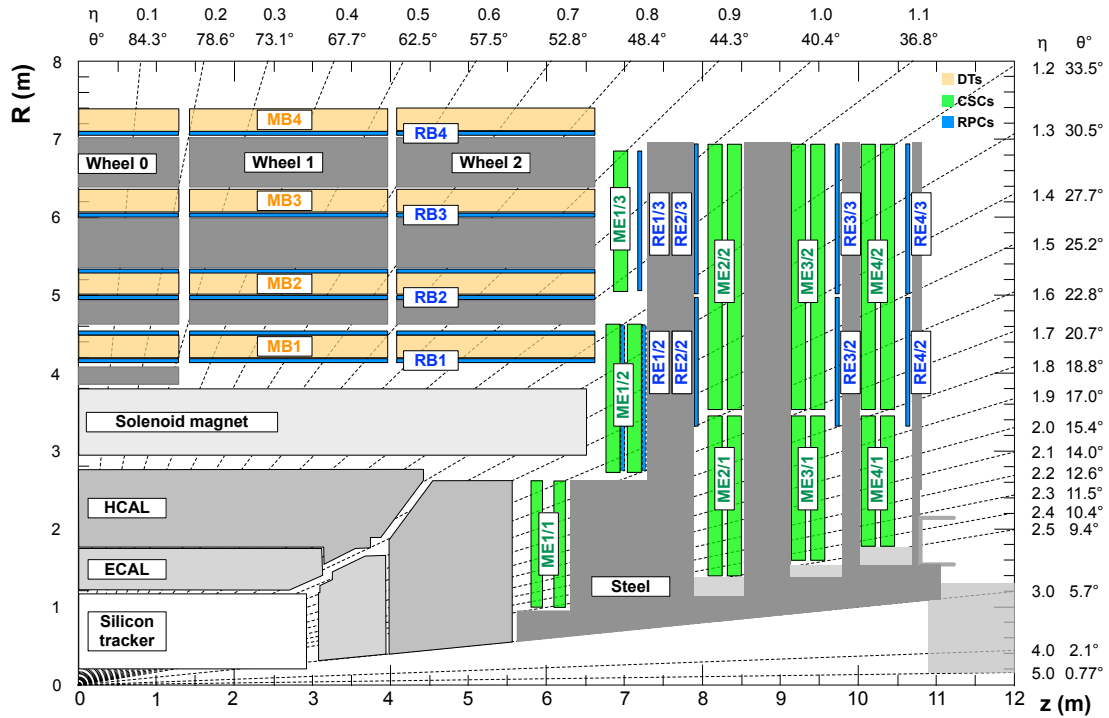 η 0.1 0.2 0.3 0.4 0.5 0.6 0.7 0.8 0.9 1.0 1.1
θ° 84.3° 78.6° 73.1° 67.7° 62.5° 57.5° 52.8° 48.4° 44.3° 40.4° 36.8° η θ°
R (m)
8
7
6
5
4
3
2
1
0
1.2 33.5°
1.3 30.5°
1.4 27.7°
1.5 25.2°
1.6 22.8°
1.7 20.7°
1.8 18.8°
1.9 17.0°
2.0 15.4°
2.1 14.0°
2.2 12.6°
2.3 11.5°
2.4 10.4°
2.5 9.4°
3.0 5.7°
4.0 2.1°
5.0 0.77°
DTs
CSCs
RPCs
MB4
RB4
Wheel 0 Wheel 1 Wheel 2
MB3
RB3
MB2
RB2
MB1
RB1
Solenoid magnet
HCAL
ECAL
Silicon
tracker
Steel
ME1/3
RE1/3
RE2/3
ME2/2
ME3/2
RE3/3
ME4/2
RE4/3
ME1/2
RE1/2
RE2/2
RE3/2
RE4/2
ME1/1
ME2/1
ME3/1
ME4/1
0 1 2 3 4 5 6 7 8 9 10 11 12
z (m)